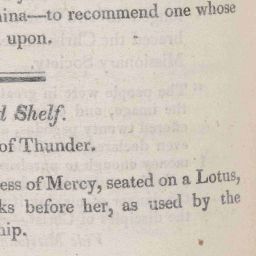 ina—to recommend one whose
upon.
d Shelf.
of Thunder.
ess of Mercy, seated on a Lotus,
ks before her, as used by the
hip.